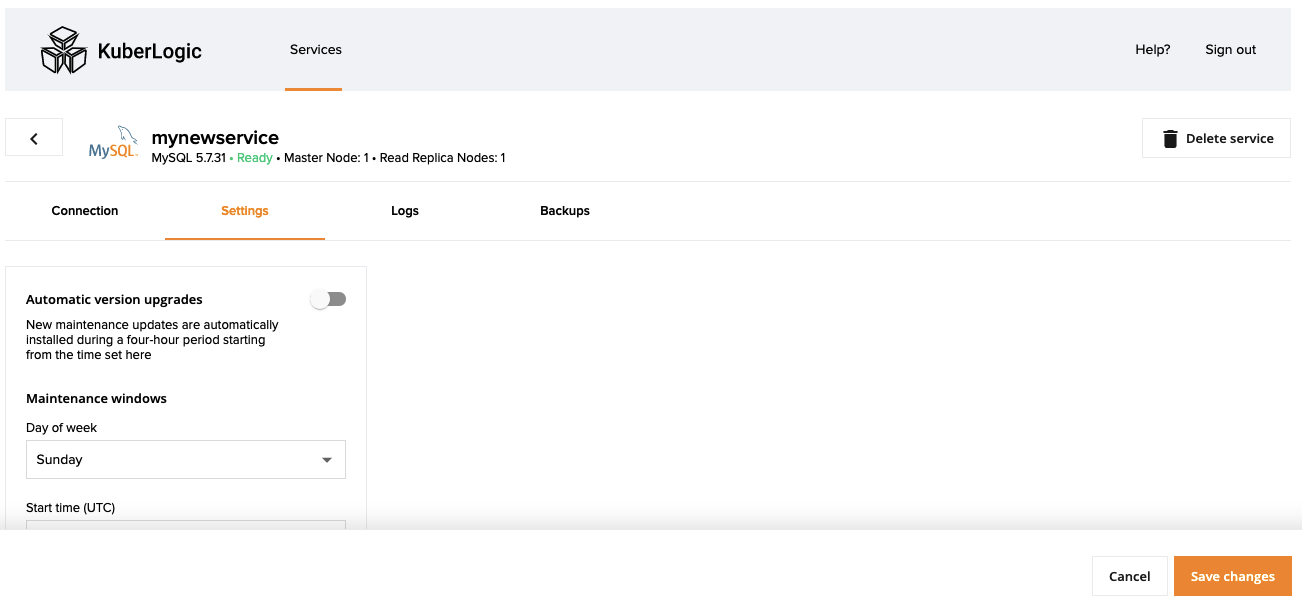 KuberLogic
Services
Help?
Sign out
MySQL
mynewservice
MySQL 5.7.31 • Ready • Master Node: 1 • Read Replica Nodes: 1
Delete service
Connection
Settings
Logs
Backups
Automatic version upgrades
New maintenance updates are automatically
installed during a four-hour period starting
from the time set here
Maintenance windows
Day of week
Sunday
Start time (UTC)
Cancel
Save changes